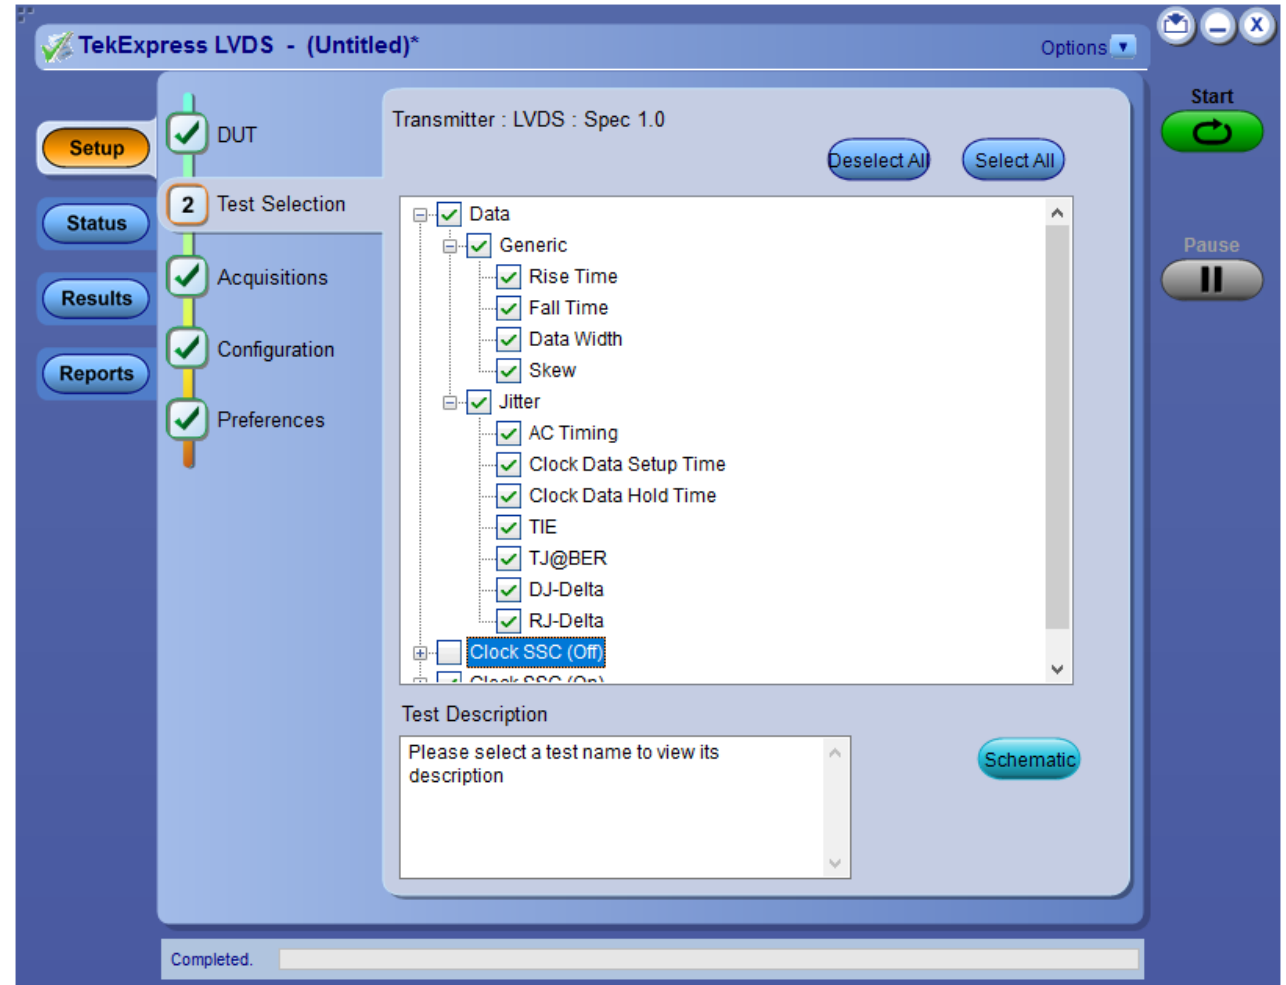 TekExpress LVDS - (Untitled)*
Options
Start
Pause
Setup
Status
Results
Reports
DUT
2 Test Selection
Acquisitions
Configuration
Preferences
Transmitter : LVDS : Spec 1.0
Deselect All
Select All
Data
Generic
Rise Time
Fall Time
Data Width
Skew
Jitter
AC Timing
Clock Data Setup Time
Clock Data Hold Time
TIE
TJ@BER
DJ-Delta
RJ-Delta
Clock SSC (Off)
Clock SSC (On)
Test Description
Please select a test name to view its
description
Schematic
Completed.